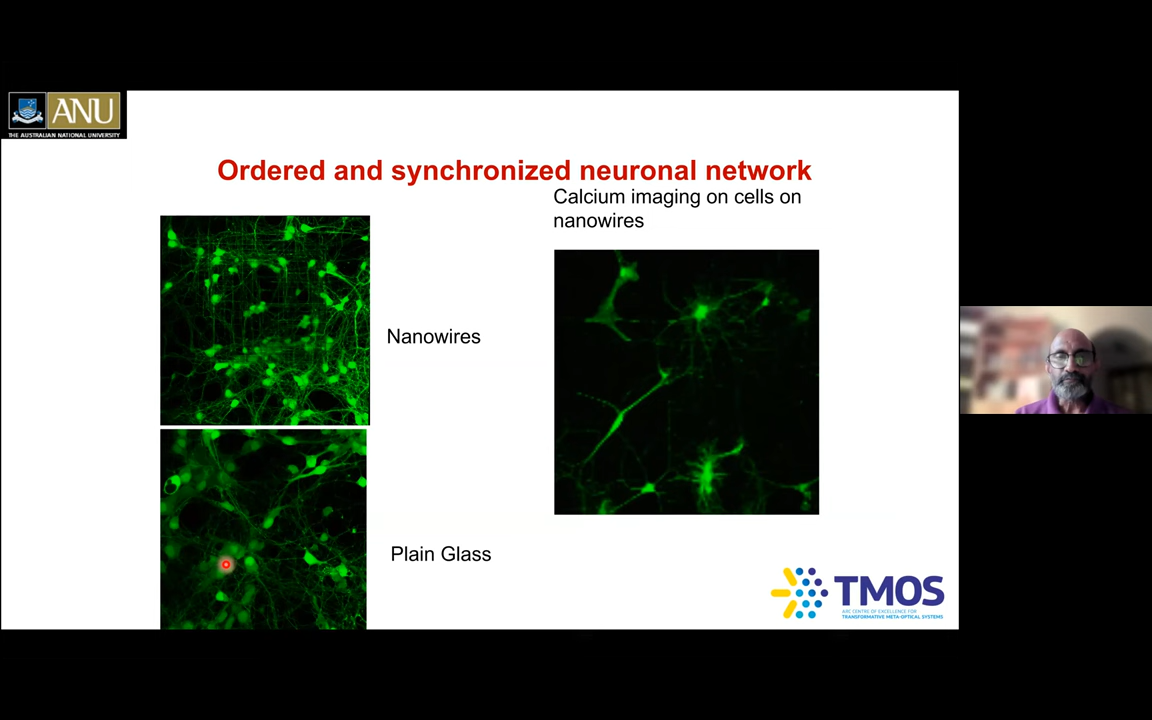 ANU
THE AUSTRALIAN NATIONAL UNIVERSITY
Ordered and synchronized neuronal network
Calcium imaging on cells on
nanowires
Nanowires
Plain Glass
TMOS
ARC CENTRE OF EXCELLENCE FOR
TRANSFORMATIVE META-OPTICAL SYSTEMS